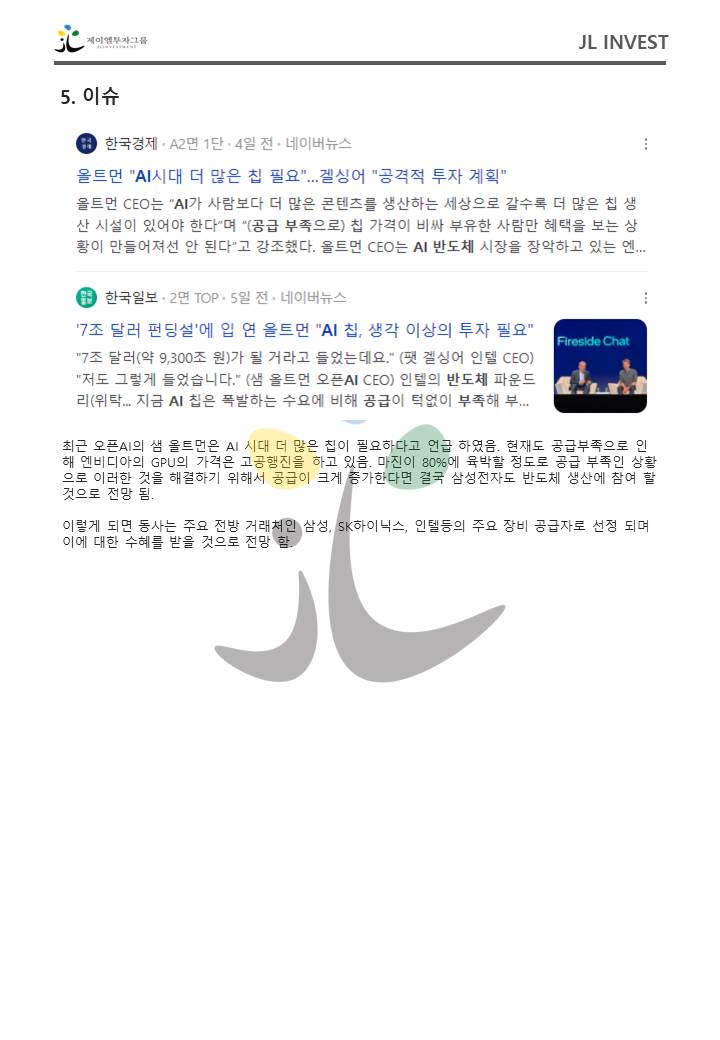 제이엘투자그룹
JL INVESTMENT
JL INVEST
5. 이슈
한국경제 · A2면 1단 · 4일 전 · 네이버뉴스
올트먼 "AI시대 더 많은 칩 필요"...겔싱어 "공격적 투자 계획"
올트먼 CEO는 “AI가 사람보다 더 많은 콘텐츠를 생산하는 세상으로 갈수록 더 많은 칩 생
산 시설이 있어야 한다”며 “(공급 부족으로) 칩 가격이 비싸 부유한 사람만 혜택을 보는 상
황이 만들어져선 안 된다”고 강조했다. 올트먼 CEO는 AI 반도체 시장을 장악하고 있는 엔...
한국일보 · 2면 TOP · 5일 전 · 네이버뉴스
'7조 달러 펀딩설'에 입 연 올트먼 "AI 칩, 생각 이상의 투자 필요"
"7조 달러(약 9,300조 원)가 될 거라고 들었는데요." (팻 겔싱어 인텔 CEO)
"저도 그렇게 들었습니다." (샘 올트먼 오픈AI CEO) 인텔의 반도체 파운드
리(위탁... 지금 AI 칩은 폭발하는 수요에 비해 공급이 턱없이 부족해 부...
Fireside Chat
최근 오픈AI의 샘 올트먼은 AI 시대 더 많은 칩이 필요하다고 언급 하였음. 현재도 공급부족으로 인
해 엔비디아의 GPU의 가격은 고공행진을 하고 있음. 마진이 80%에 육박할 정도로 공급 부족인 상황
으로 이러한 것을 해결하기 위해서 공급이 크게 증가한다면 결국 삼성전자도 반도체 생산에 참여 할
것으로 전망 됨.
이렇게 되면 동사는 주요 전방 거래처인 삼성, SK하이닉스, 인텔등의 주요 장비 공급자로 선정 되며
이에 대한 수혜를 받을 것으로 전망 함.